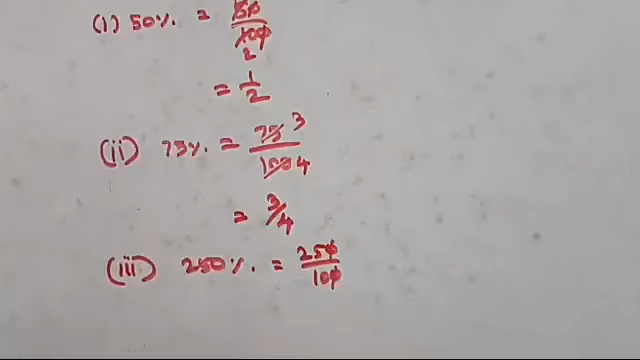 (i) 50% = 50/100 2
= 1/2
(ii) 75% = 75 3/100 4
= 3/4
(iii) 250% = 250/100